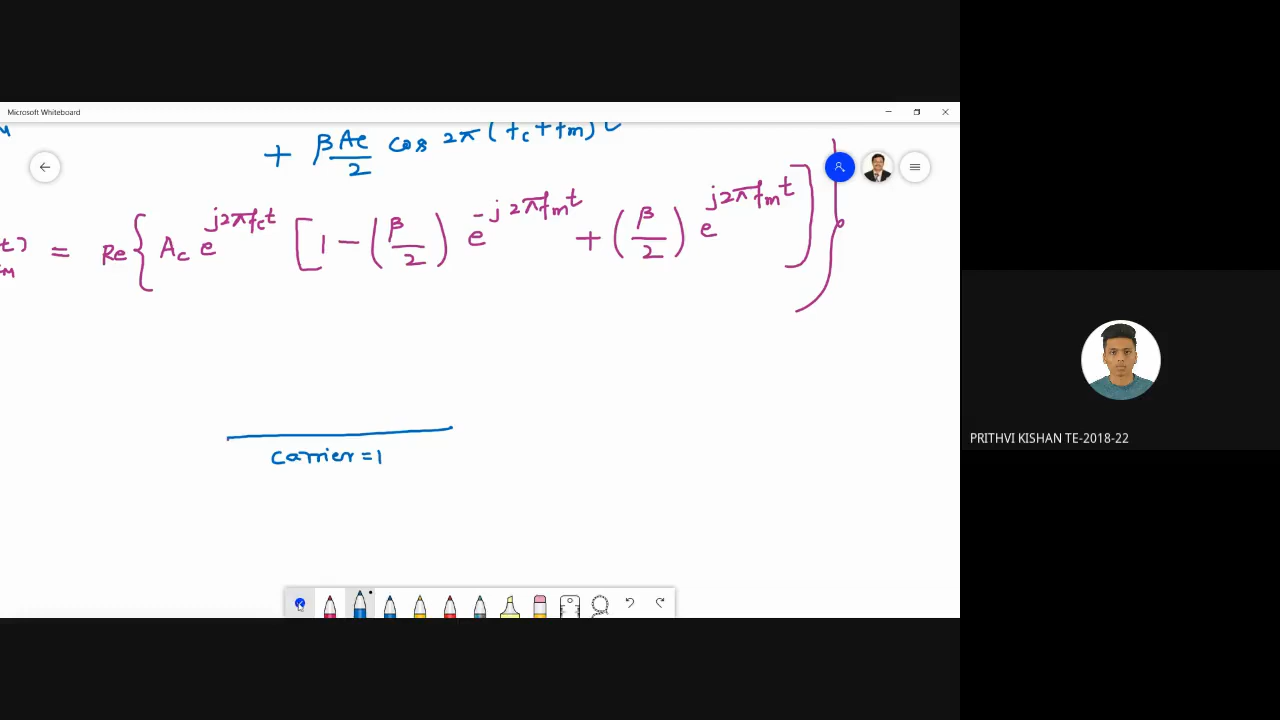 Microsoft Whiteboard
+ βAc/2 cos 2π(fc+fm)t
= Re{Ac e^j2πfct [1-(β/2) e^-j2πfmt + (β/2) e^j2πfmt]}
carrier = 1
PRITHVI KISHAN TE-2018-22